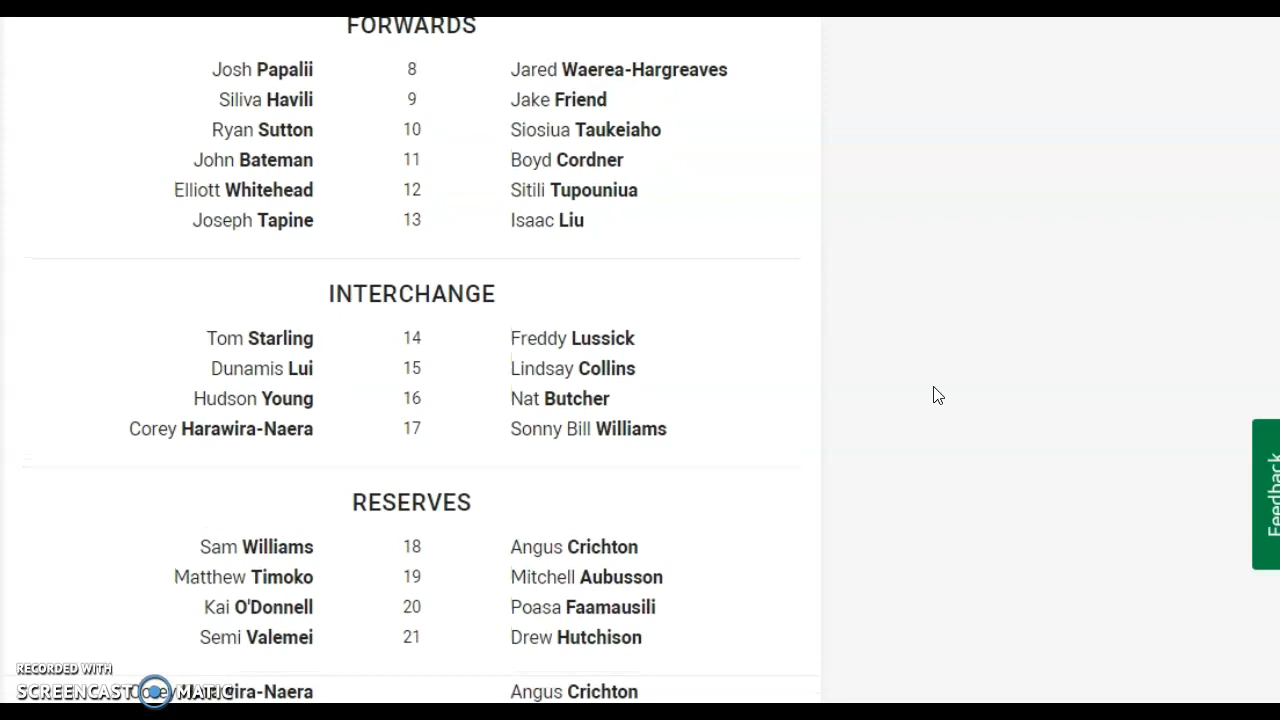 FORWARDS
Josh Papalii 8 Jared Waerea-Hargreaves
Siliva Havili 9 Jake Friend
Ryan Sutton 10 Siosiua Taukeiaho
John Bateman 11 Boyd Cordner
Elliott Whitehead 12 Sitili Tupouniua
Joseph Tapine 13 Isaac Liu
INTERCHANGE
Tom Starling 14 Freddy Lussick
Dunamis Lui 15 Lindsay Collins
Hudson Young 16 Nat Butcher
Corey Harawira-Naera 17 Sonny Bill Williams
Feedback
RESERVES
Sam Williams 18 Angus Crichton
Matthew Timoko 19 Mitchell Aubusson
Kai O'Donnell 20 Poasa Faamausili
Semi Valemei 21 Drew Hutchison
RECORDED WITH
SCREENCAST MATIC
wira-Naera Angus Crichton